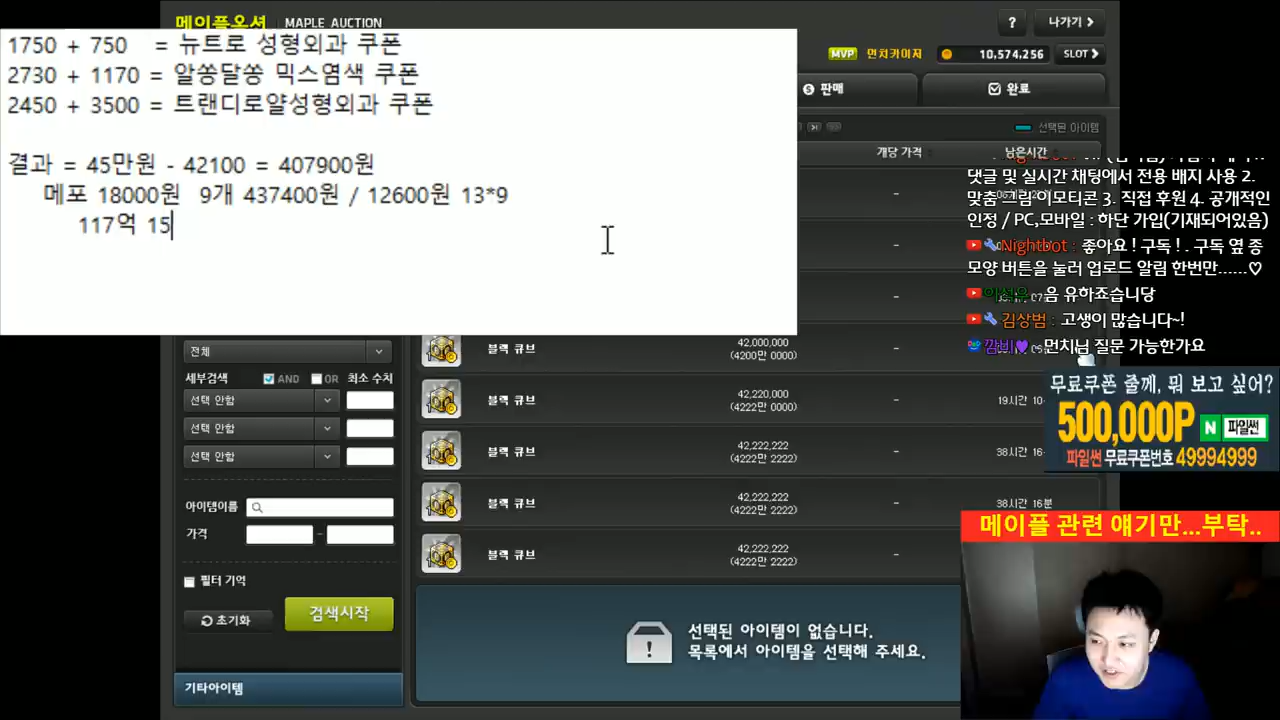 메이플옥션 MAPLE AUCTION
? 나가기 >
MVP 먼치카이저 10,574,256 SLOT >
판매
완료
선택된 아이템
개당 가격 남은시간
1750 + 750 = 뉴트로 성형외과 쿠폰
2730 + 1170 = 알쏭달쏭 믹스염색 쿠폰
2450 + 3500 = 트랜디로얄성형외과 쿠폰
결과 = 45만원 - 42100 = 407900원
메포 18000원 9개 437400원 / 12600원 13*9
117억 15
전체
세부검색 AND OR 최소 수치
선택 안함
선택 안함
선택 안함
아이템이름
가격 -
필터 기억
초기화 검색시작
기타아이템
블랙 큐브 42,000,000 -
(4200만 0000)
블랙 큐브 42,220,000 - 19시간 10
(4222만 0000)
블랙 큐브 42,222,222 - 38시간 16
(4222만 2222)
블랙 큐브 42,222,222 - 38시간 16분
(4222만 2222)
블랙 큐브 42,222,222 -
(4222만 2222)
선택된 아이템이 없습니다.
목록에서 아이템을 선택해 주세요.
댓글 및 실시간 채팅에서 전용 배지 사용 2.
맞춤 그림 이모티콘 3. 직접 후원 4. 공개적인
인정 / PC,모바일 : 하단 가입(기재되어있음)
Nightbot : 좋아요 ! 구독 ! . 구독 옆 종
모양 버튼을 눌러 업로드 알림 한번만......♡
음 유하죠습니당
김상범 : 고생이 많습니다~!
깜비♥ : 먼치님 질문 가능한가요
무료쿠폰 줄께, 뭐 보고 싶어?
500,000P N 파일썬
파일썬 무료쿠폰번호 49994999
메이플 관련 얘기만...부탁..